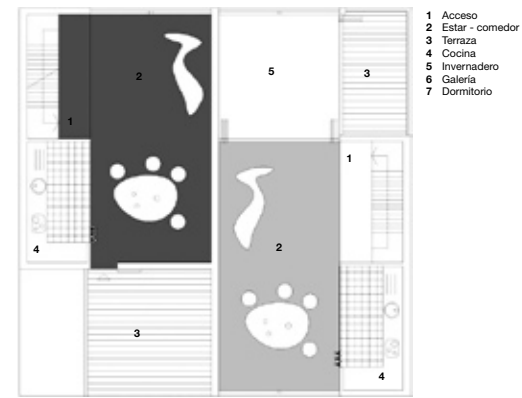 1 Acceso
2 Estar - comedor
3 Terraza
4 Cocina
5 Invernadero
6 Galería
7 Dormitorio
2
5
3
1
1
4
2
3
4